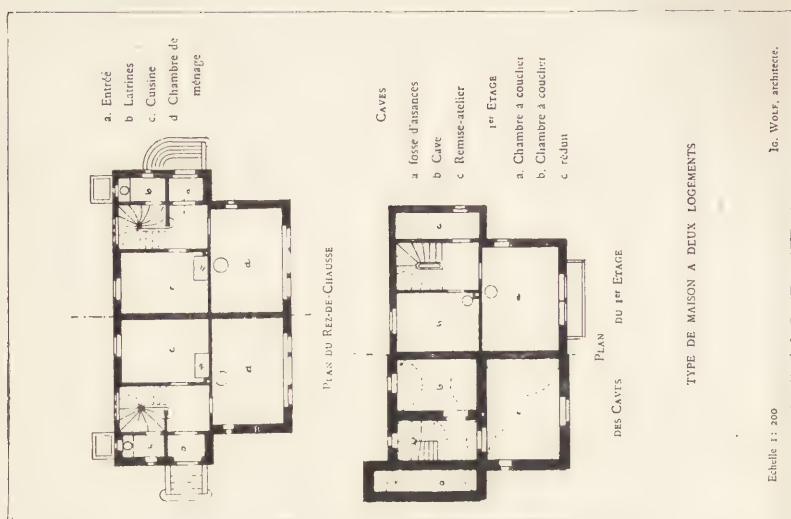 a. Entrée
b Latrines
c. Cuisine
d Chambre de
ménage
PLAN DU REZ-DE-CHAUSSE
CAVES
a fosse d'aisances
b Cave
c Remise-atelier
1er ETAGE
a. Chambre à coucher
b. Chambre à coucher
c réduit
PLAN
DES CAVES DU 1er ETAGE
TYPE DE MAISON A DEUX LOGEMENTS
Echelle 1: 200
IG. WOLF, architecte.